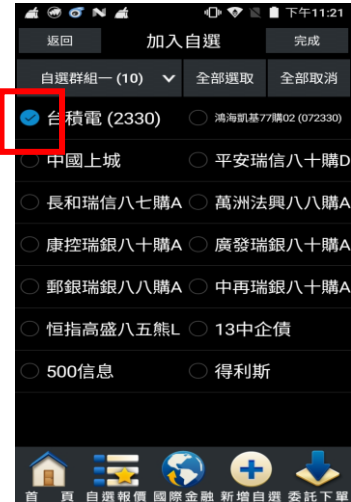 下午11:21
返回 加入自選 完成
自選群組一 (10) 全部選取 全部取消
台積電 (2330) 鴻海凱基77購02 (072330)
中國上城 平安瑞信八十購D
長和瑞信八七購A 萬洲法興八八購A
康控瑞銀八十購A 廣發瑞銀八十購A
郵銀瑞銀八八購A 中再瑞銀八十購A
恒指高盛八五熊L 13中企債
500信息 得利斯
首 頁 自選報價 國際金融 新增自選 委託下單